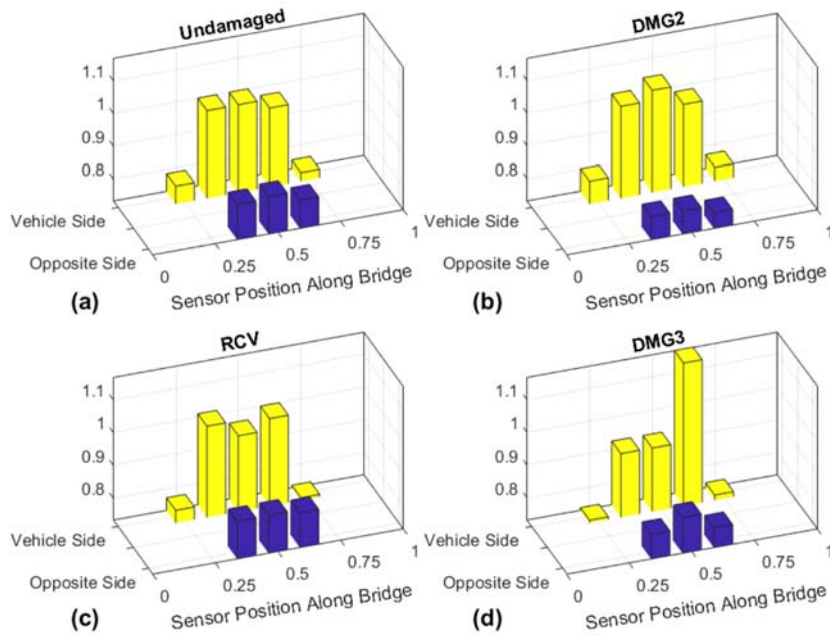 Undamaged
1.1
1
0.9
0.8
Vehicle Side
Opposite Side
0
0.25
0.5
0.75
1
Sensor Position Along Bridge
(a)
DMG2
1.1
1
0.9
0.8
Vehicle Side
Opposite Side
0
0.25
0.5
0.75
1
Sensor Position Along Bridge
(b)
RCV
1.1
1
0.9
0.8
Vehicle Side
Opposite Side
0
0.25
0.5
0.75
1
Sensor Position Along Bridge
(c)
DMG3
1.1
1
0.9
0.8
Vehicle Side
Opposite Side
0
0.25
0.5
0.75
1
Sensor Position Along Bridge
(d)